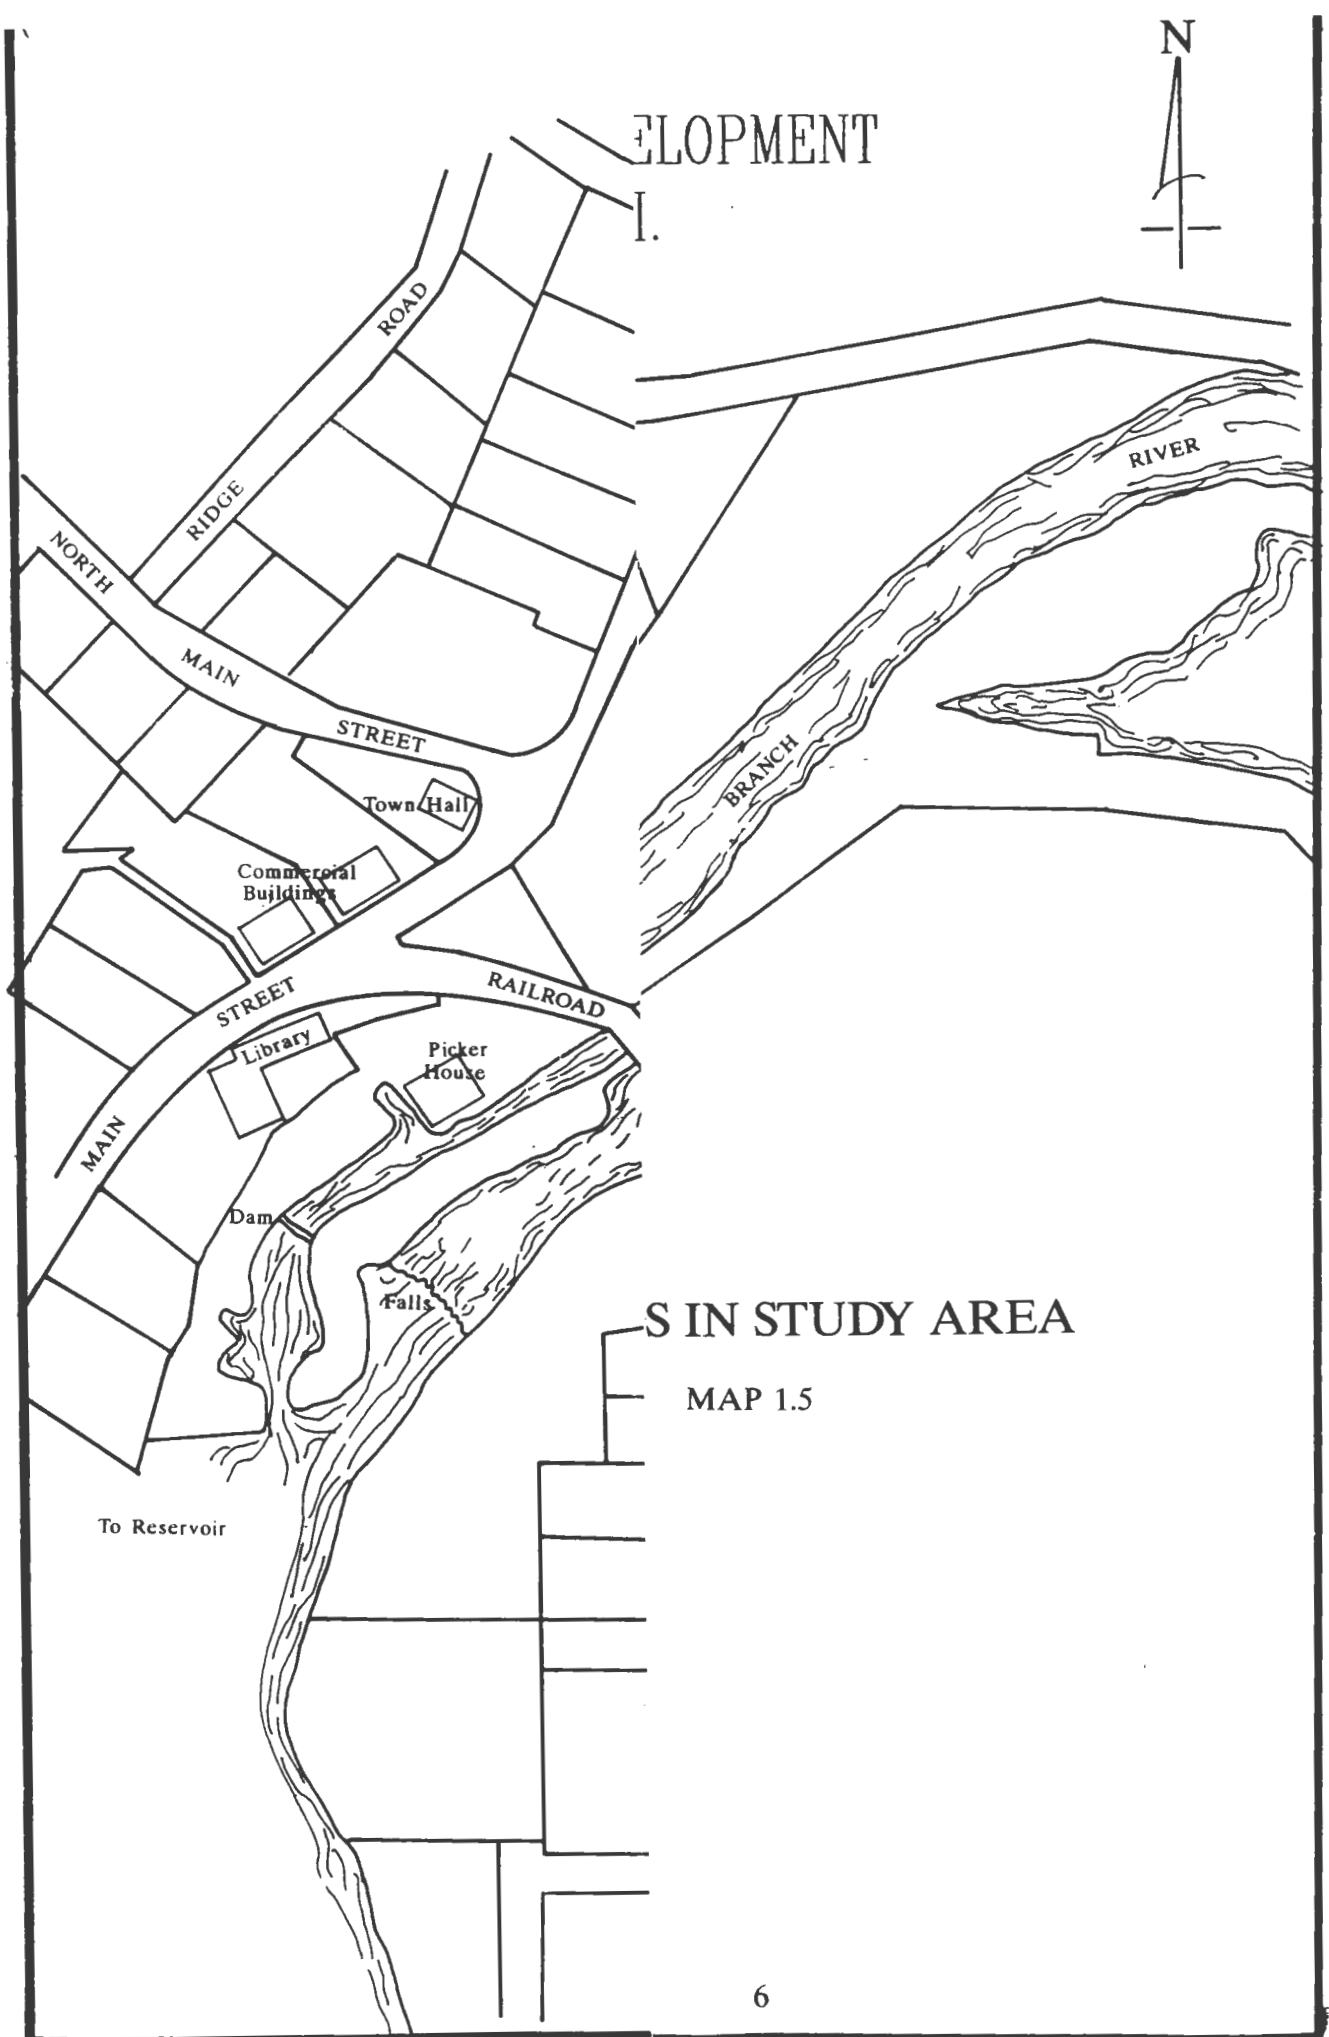 N
ELOPMENT
I.
RIDGE ROAD
NORTH MAIN STREET
RIVER
BRANCH
Town Hall
Commercial
Buildings
MAIN STREET
RAILROAD
Library
Picker
House
Dam
Falls
S IN STUDY AREA
MAP 1.5
To Reservoir
6